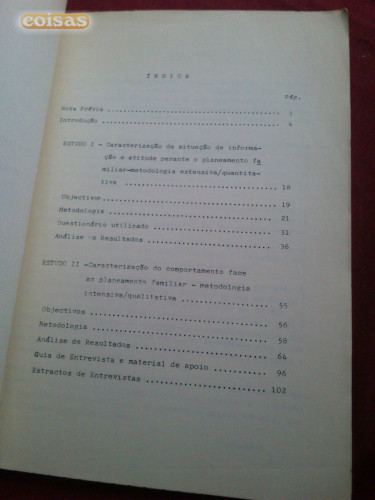 coisas
ÍNDICE
Pág.
Nota Prévia
Introdução
ESTUDO I - Caracterização da situação de informa-
ção e atitude perante o planeamento fa
miliar-metodologia extensiva/quantita-
tiva ........ 18
Objectivos ........ 19
Metodologia ........ 21
Questionário utilizado ........ 31
Análise e Resultados ........ 36
ESTUDO II -Caracterização do comportamento face
ao planeamento familiar - metodologia
intensiva/qualitativa ........ 55
Objectivos ........ 56
Metodologia ........ 58
Análise de Resultados ........ 64
Guia de Entrevista e material de apoio ........ 96
Extractos de Entrevistas ........ 102